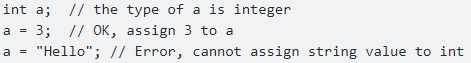 int a;  // the type of a is integer
a = 3;  // OK, assign 3 to a
a = "Hello"; // Error, cannot assign string value to int